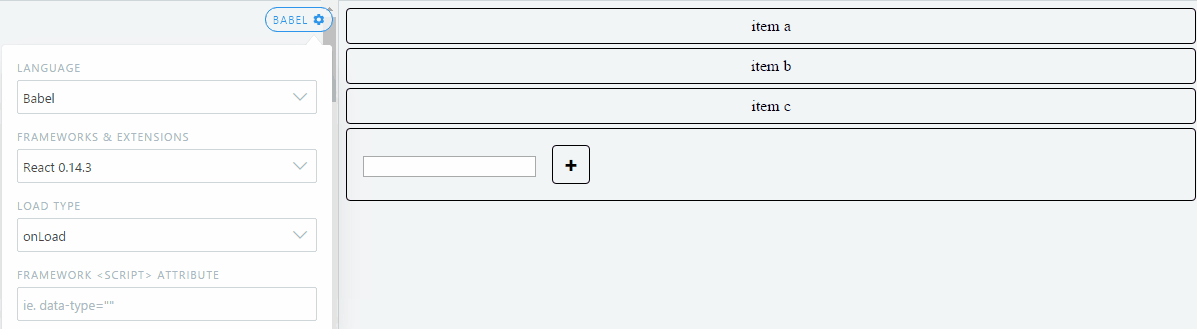 BABEL
LANGUAGE
Babel
FRAMEWORKS & EXTENSIONS
React 0.14.3
LOAD TYPE
onLoad
FRAMEWORK <SCRIPT> ATTRIBUTE
ie. data-type=""
item a
item b
item c
+